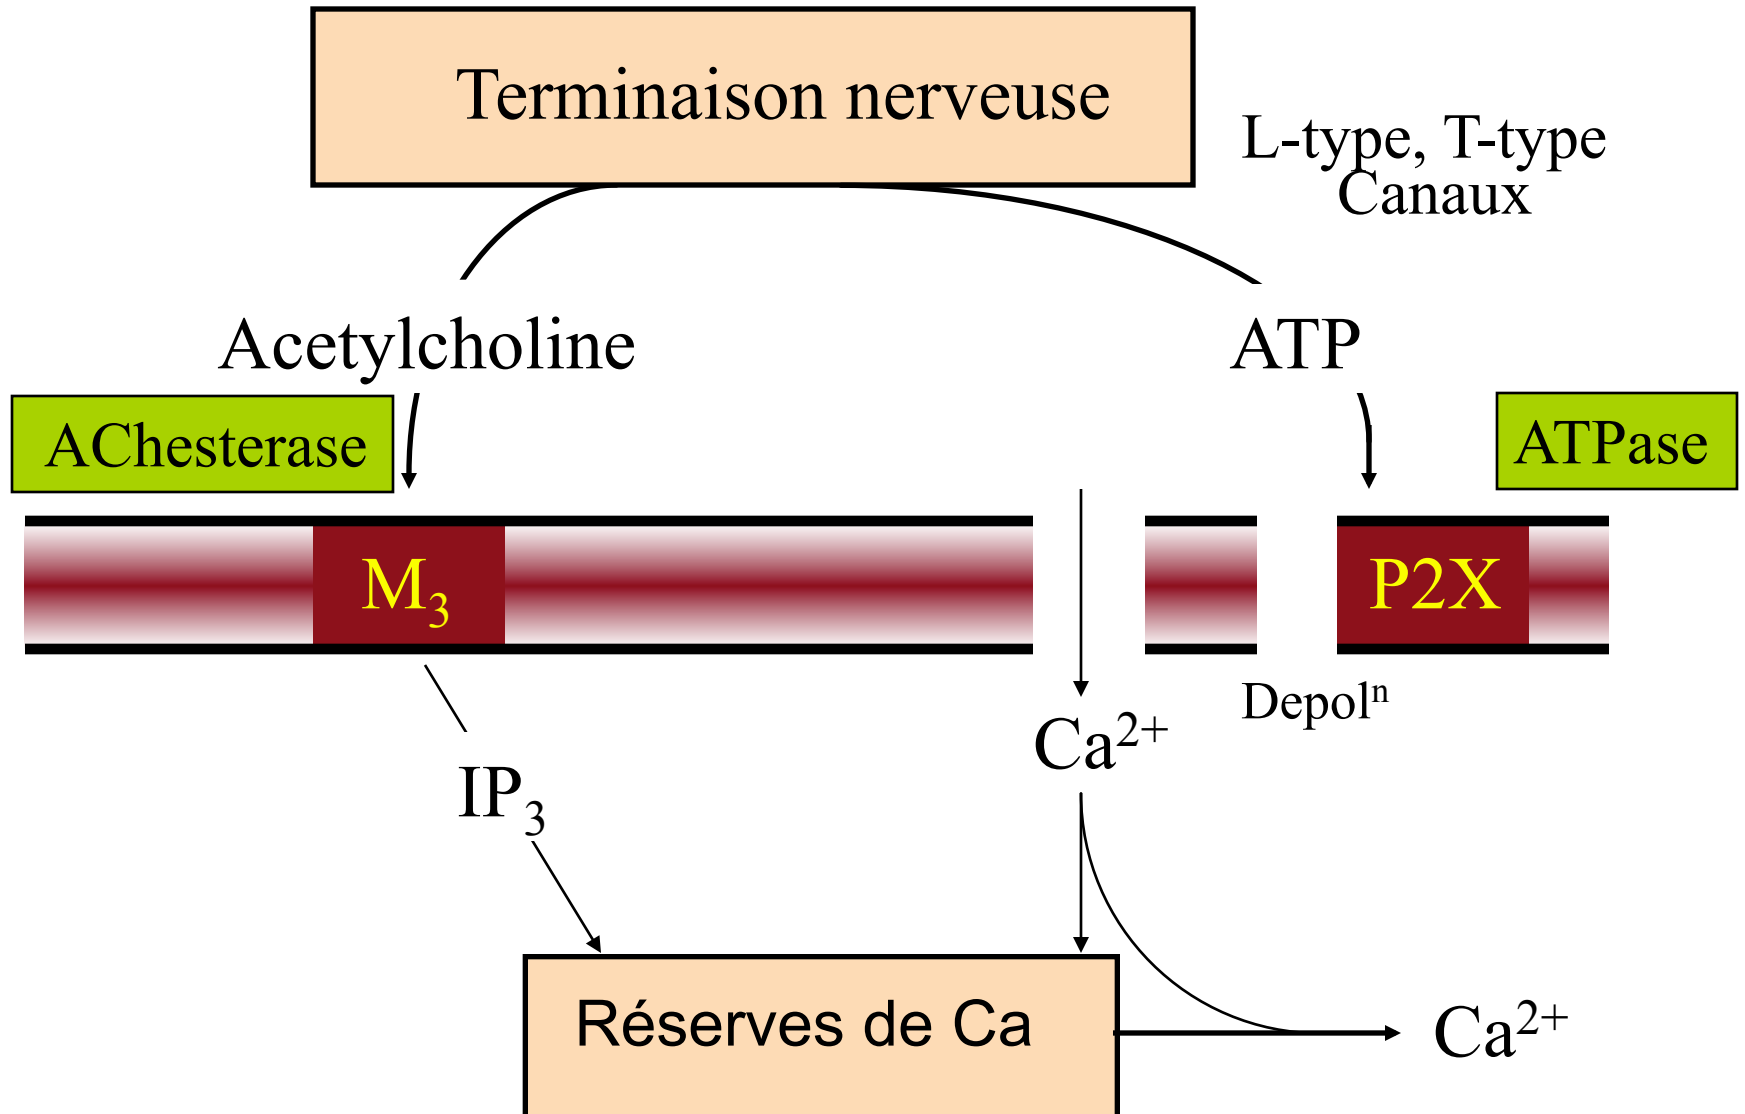 Terminaison nerveuse
L-type, T-type
Canaux
Acetylcholine
ATP
AChesterase
ATPase
M₃
P2X
Depolⁿ
Ca²⁺
IP₃
Réserves de Ca
Ca²⁺